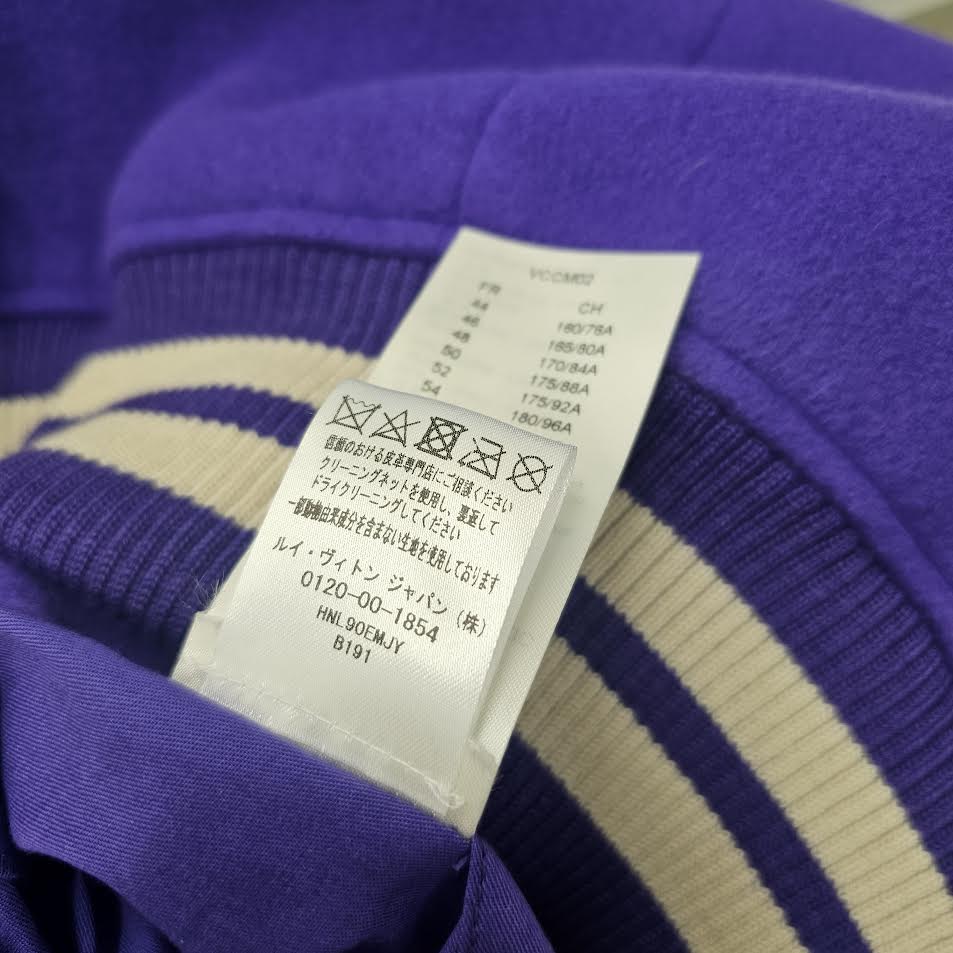 VCCM02
FR CH
44 160/76A
46 165/80A
48 170/84A
50 175/88A
52 175/92A
54 180/96A
信頼のおける皮革専門店にご相談ください
クリーニングネットを使用し、裏返して
ドライクリーニングしてください
一部動物由来成分を含まない生地を使用しております
ルイ・ヴィトン ジャパン (株)
0120-00-1854
HNL90EMJY
B191